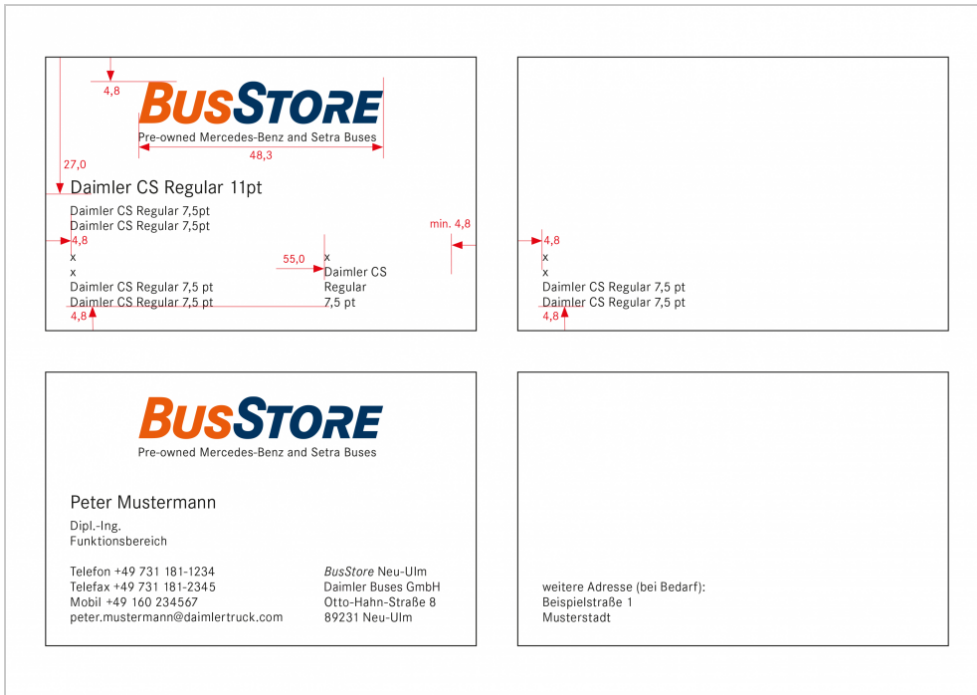 4,8
BUSSTORE
Pre-owned Mercedes-Benz and Setra Buses
48,3
27,0
Daimler CS Regular 11pt
Daimler CS Regular 7,5pt
Daimler CS Regular 7,5pt
4,8
min. 4,8
x
x
Daimler CS Regular 7,5 pt
Daimler CS Regular 7,5 pt
4,8
55,0
x
Daimler CS
Regular
7,5 pt
4,8
x
x
Daimler CS Regular 7,5 pt
Daimler CS Regular 7,5 pt
4,8
BUSSTORE
Pre-owned Mercedes-Benz and Setra Buses
Peter Mustermann
Dipl.-Ing.
Funktionsbereich
Telefon +49 731 181-1234
Telefax +49 731 181-2345
Mobil +49 160 234567
peter.mustermann@daimlertruck.com
BusStore Neu-Ulm
Daimler Buses GmbH
Otto-Hahn-Straße 8
89231 Neu-Ulm
weitere Adresse (bei Bedarf):
Beispielstraße 1
Musterstadt